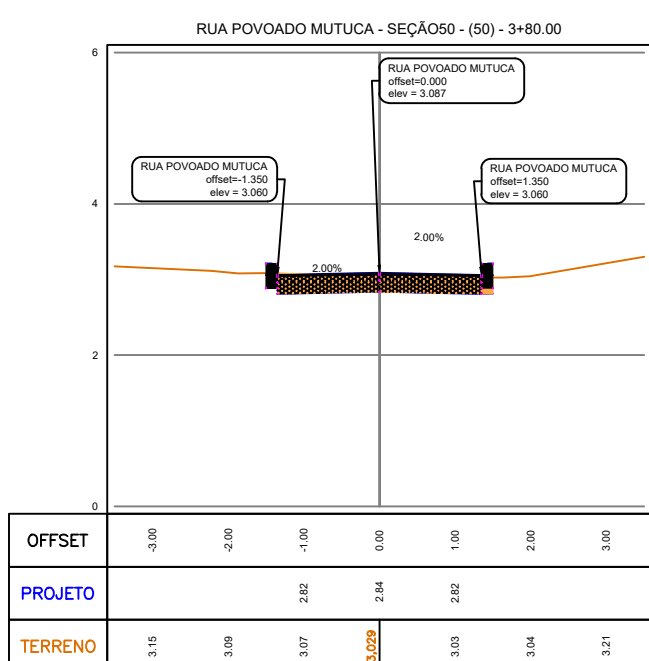 RUA POVOADO MUTUCA - SEÇÃO50 - (50) - 3+80.00
6
RUA POVOADO MUTUCA
offset=0.000
elev = 3.087
RUA POVOADO MUTUCA
offset=-1.350
elev = 3.060
RUA POVOADO MUTUCA
offset=1.350
elev = 3.060
4
2.00%
2.00%
2
0
OFFSET -3.00 -2.00 -1.00 0.00 1.00 2.00 3.00
PROJETO 2.82 2.84 2.82
TERRENO 3.15 3.09 3.07 3,029 3.03 3.04 3.21